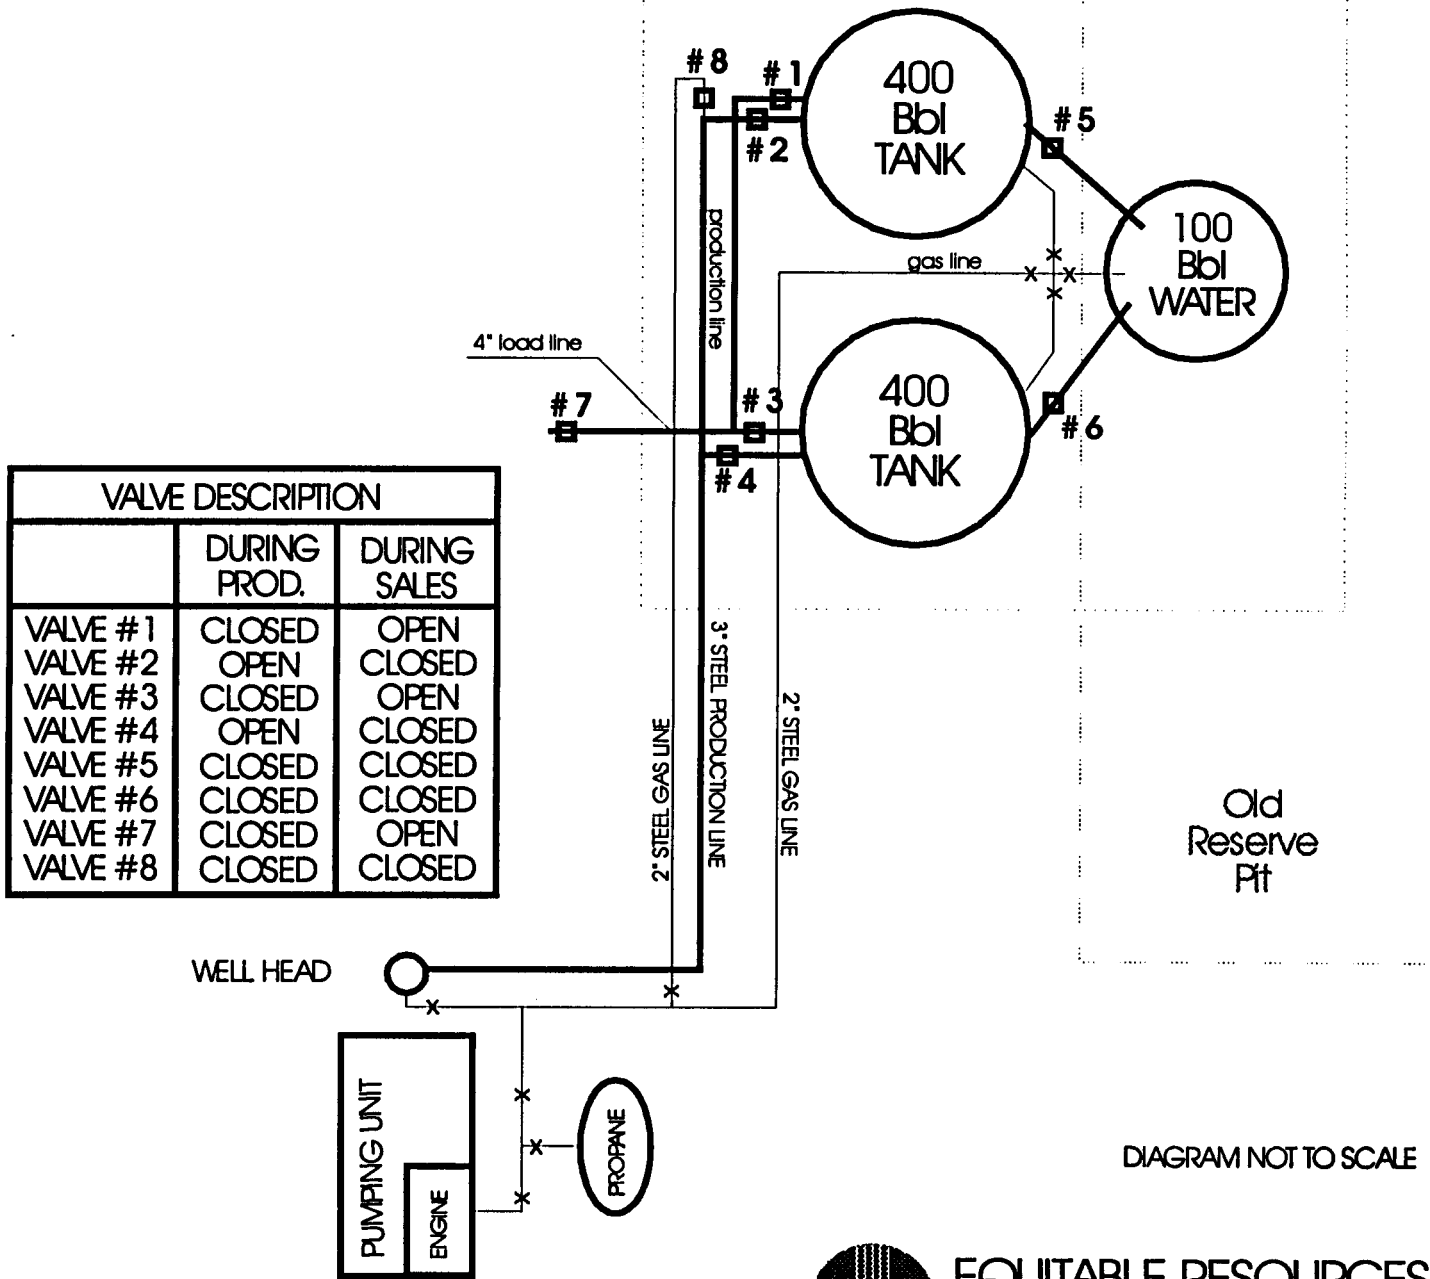 # 8
# 1
400
Bbl
TANK
# 5
# 2
100
Bbl
WATER
production line
gas line
4" load line
# 7
# 3
400
Bbl
TANK
# 6
# 4
VALVE DESCRIPTION
DURING PROD.
DURING SALES
VALVE #1 CLOSED OPEN
VALVE #2 OPEN CLOSED
VALVE #3 CLOSED OPEN
VALVE #4 OPEN CLOSED
VALVE #5 CLOSED CLOSED
VALVE #6 CLOSED CLOSED
VALVE #7 CLOSED OPEN
VALVE #8 CLOSED CLOSED
2" STEEL GAS LINE
3" STEEL PRODUCTION LINE
2" STEEL GAS LINE
Old
Reserve
Pit
WELL HEAD
PUMPING UNIT
ENGINE
PROPANE
DIAGRAM NOT TO SCALE
EQUITABLE RESOURCES